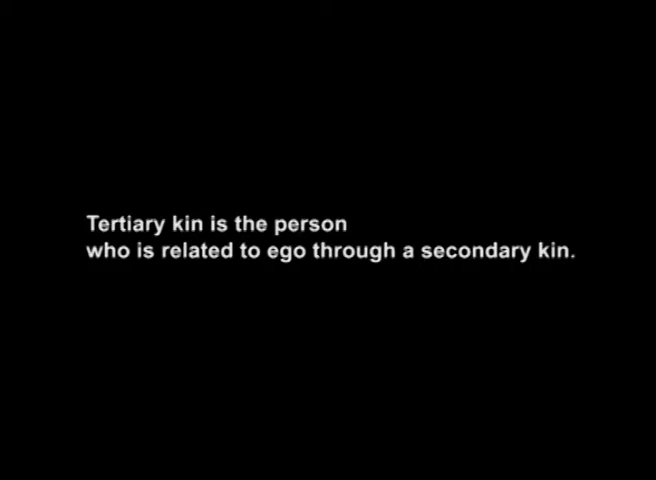 Tertiary kin is the person
who is related to ego through a secondary kin.